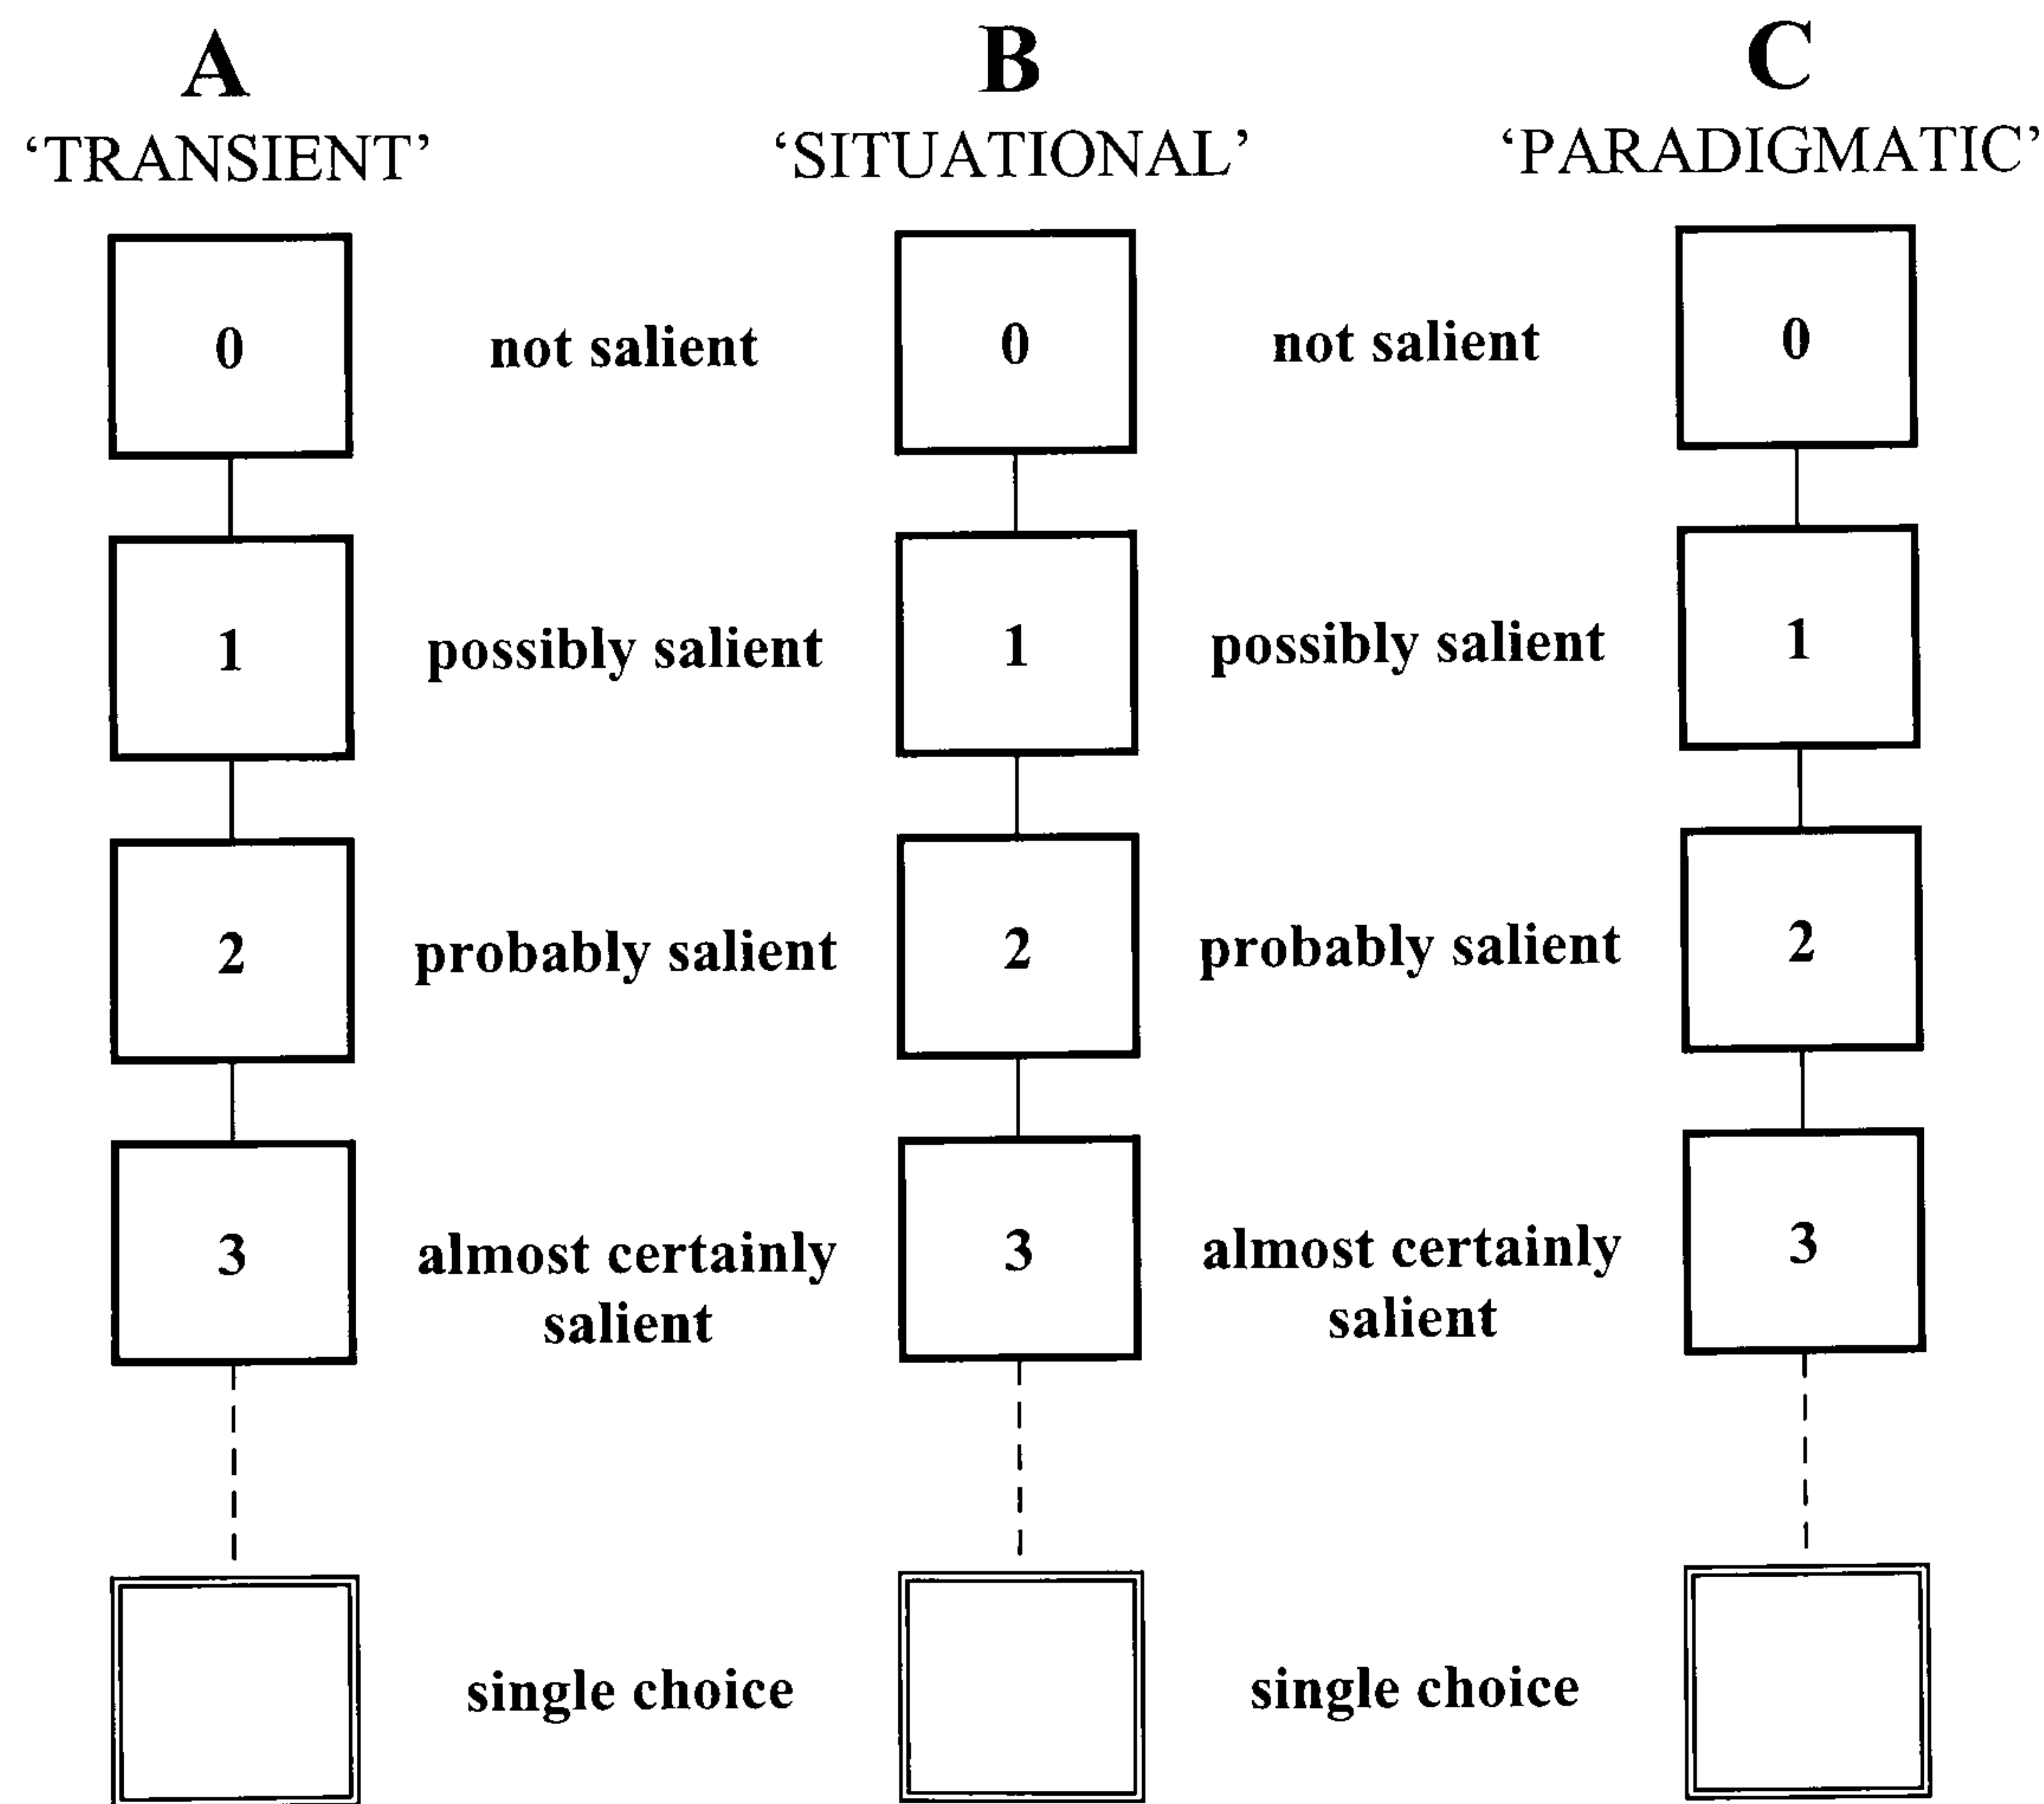 A B C
‘TRANSIENT’ ‘SITUATIONAL’ ‘PARADIGMATIC’
0 not salient 0 not salient 0
1 possibly salient 1 possibly salient 1
2 probably salient 2 probably salient 2
3 almost certainly 3 almost certainly 3
salient salient
single choice single choice